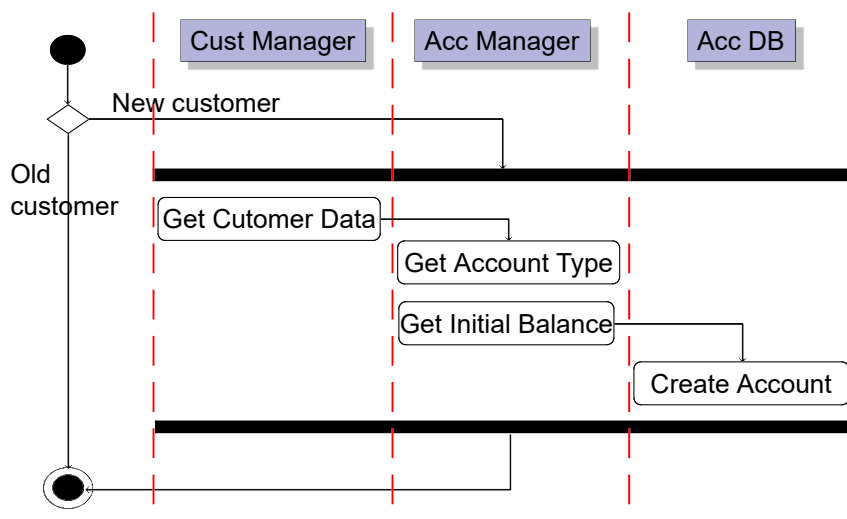 Cust Manager
Acc Manager
Acc DB
New customer
Old
customer
Get Cutomer Data
Get Account Type
Get Initial Balance
Create Account